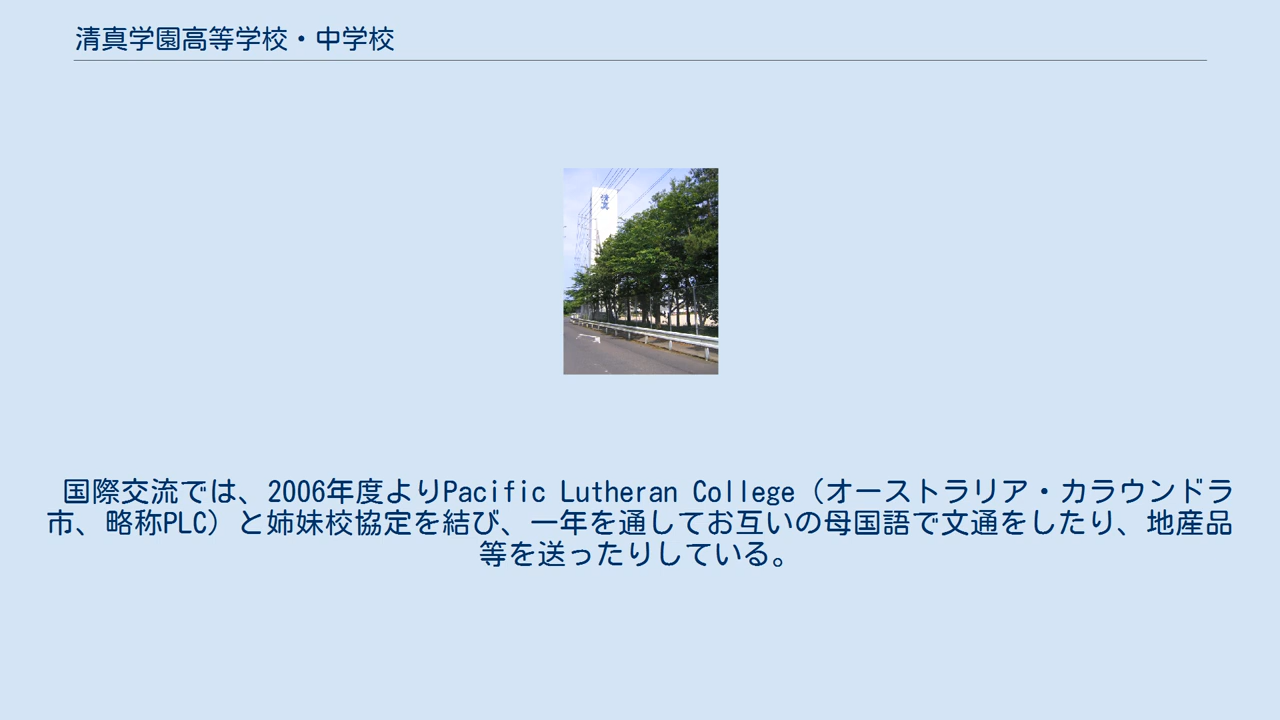 清真学園高等学校・中学校
清真
国際交流では、2006年度よりPacific Lutheran College（オーストラリア・カラウンドラ
市、略称PLC）と姉妹校協定を結び、一年を通してお互いの母国語で文通をしたり、地産品
等を送ったりしている。